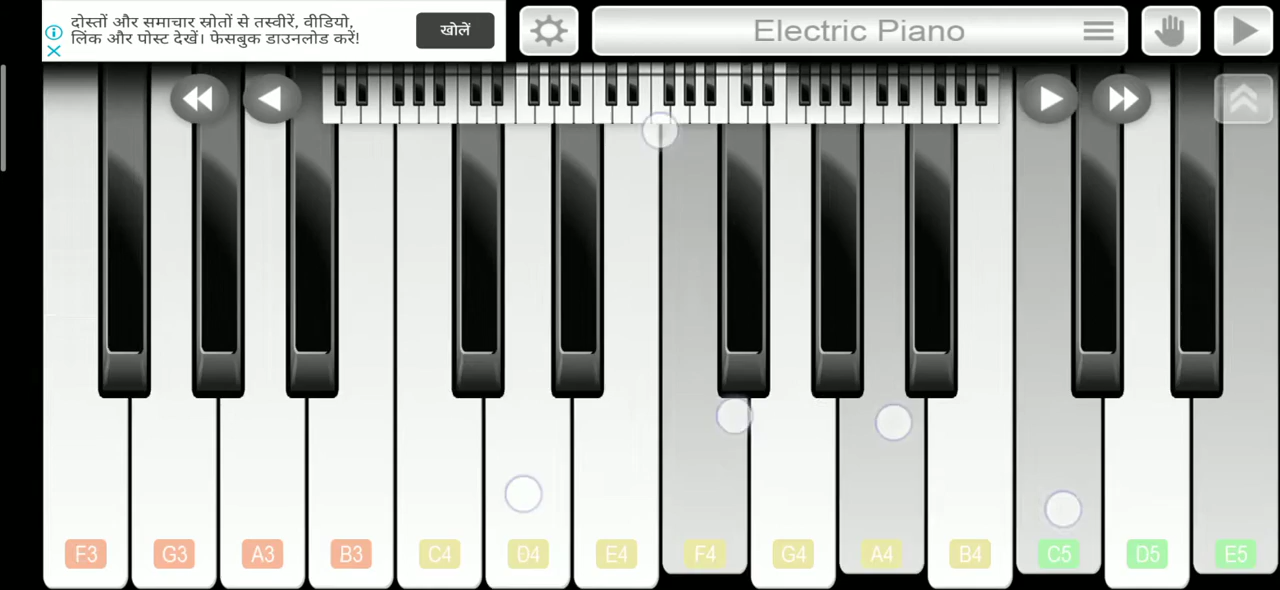 दोस्तों और समाचार स्रोतों से तस्वीरें, वीडियो,
लिंक और पोस्ट देखें। फेसबुक डाउनलोड करें!
खोलें
Electric Piano
F3 G3 A3 B3 C4 D4 E4 F4 G4 A4 B4 C5 D5 E5